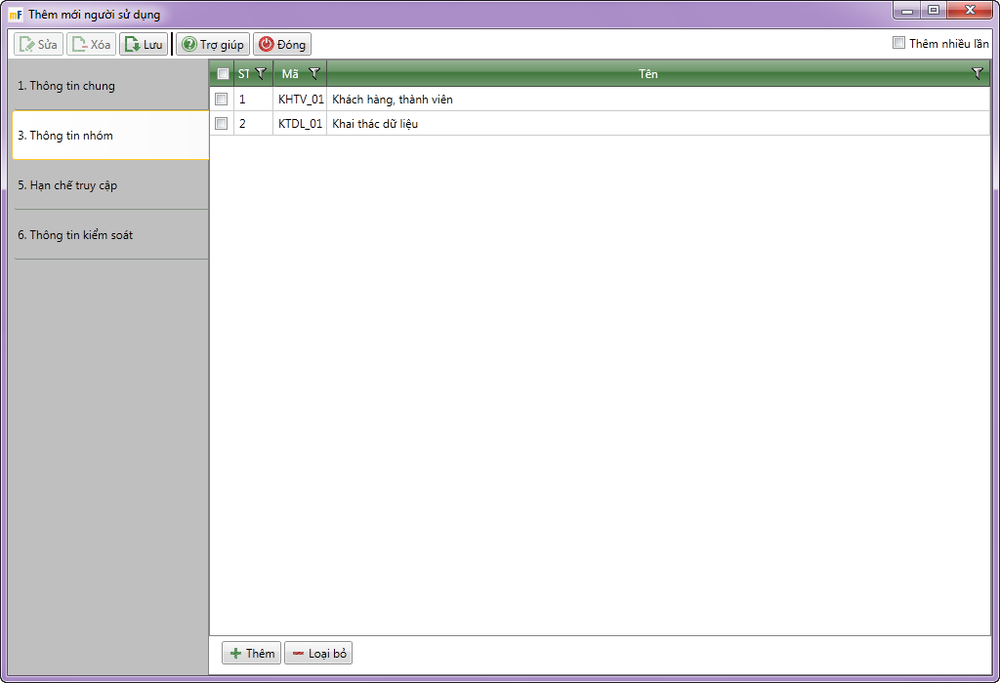 mF Thêm mới người sử dụng
Sửa Xóa Lưu Trợ giúp Đóng Thêm nhiều lần
1. Thông tin chung
3. Thông tin nhóm
5. Hạn chế truy cập
6. Thông tin kiểm soát
ST Mã Tên
1 KHTV_01 Khách hàng, thành viên
2 KTDL_01 Khai thác dữ liệu
Thêm Loại bỏ